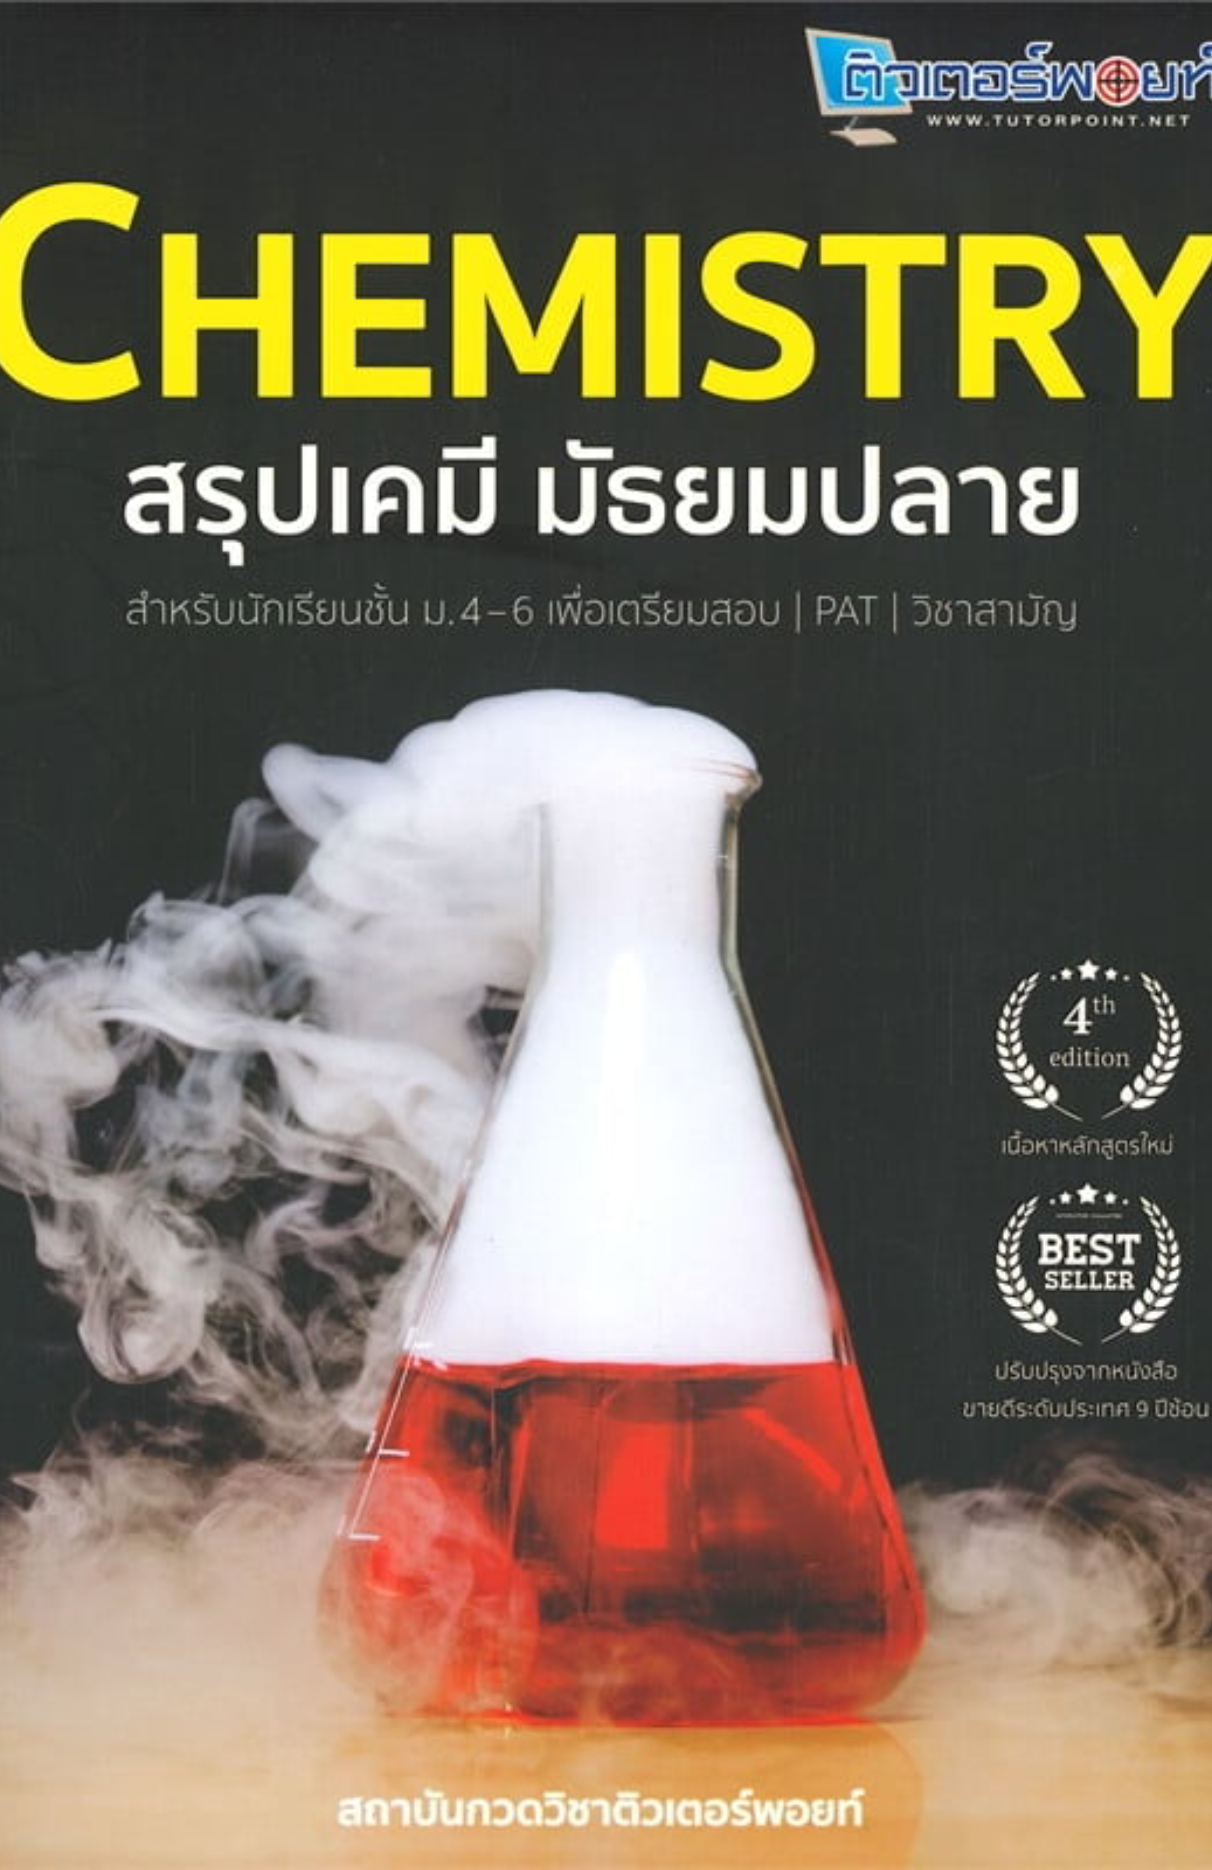 ติวเตอร์พอยท์
WWW.TUTORPOINT.NET
CHEMISTRY
สรุปเคมี มัธยมปลาย
สำหรับนักเรียนชั้น ม.4-6 เพื่อเตรียมสอบ | PAT | วิชาสามัญ
4th
edition
เนื้อหาหลักสูตรใหม่
BEST
SELLER
ปรับปรุงจากหนังสือ
ขายดีระดับประเทศ 9 ปีซ้อน
สถาบันกวดวิชาติวเตอร์พอยท์